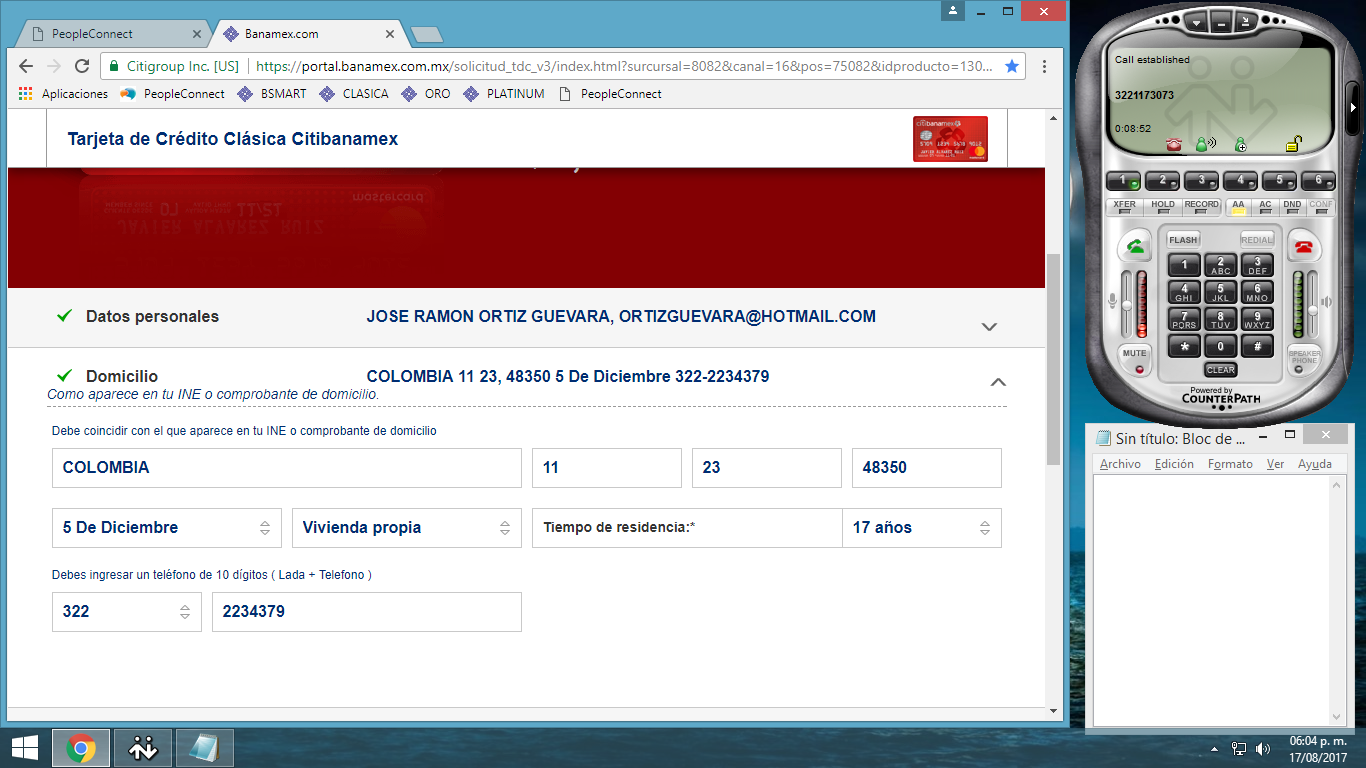 PeopleConnect
Banamex.com
Citigroup Inc. [US]
https://portal.banamex.com.mx/solicitud_tdc_v3/index.html?sursursal=8082&canal=16&pos=75082&idproducto=130...
Aplicaciones
PeopleConnect
BSMART
CLASICA
ORO
PLATINUM
PeopleConnect
Tarjeta de Crédito Clásica Citibanamex
Datos personales
JOSE RAMON ORTIZ GUEVARA, ORTIZGUEVARA@HOTMAIL.COM
Domicilio
COLOMBIA 11 23, 48350 5 De Diciembre 322-2234379
Como aparece en tu INE o comprobante de domicilio.
Debe coincidir con el que aparece en tu INE o comprobante de domicilio
COLOMBIA
11
23
48350
5 De Diciembre
Vivienda propia
Tiempo de residencia:*
17 años
Debes ingresar un teléfono de 10 dígitos ( Lada + Telefono )
322
2234379
Call established
3221173073
0:08:52
1 2 3 4 5 6
XFER HOLD RECORD AA AC DND CONF
FLASH REDIAL
1 2 ABC 3 DEF
4 GHI 5 JKL 6 MNO
7 PQRS 8 TUV 9 WXYZ
* 0 #
MUTE
SPEAKER PHONE
CLEAR
Powered by
COUNTERPATH
Sin título: Bloc de ...
Archivo Edición Formato Ver Ayuda
06:04 p. m.
17/08/2017